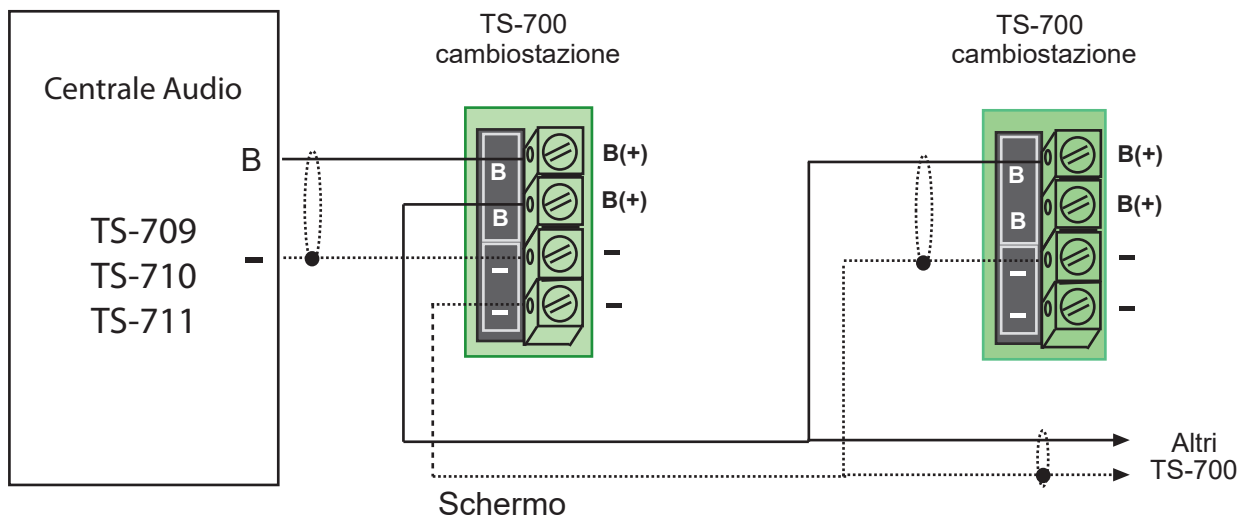 Centrale Audio
B
-
TS-709
TS-710
TS-711
TS-700
cambiostazione
B
B
-
-
B(+)
B(+)
-
-
TS-700
cambiostazione
B
B
-
-
B(+)
B(+)
-
-
Altri
TS-700
Schermo